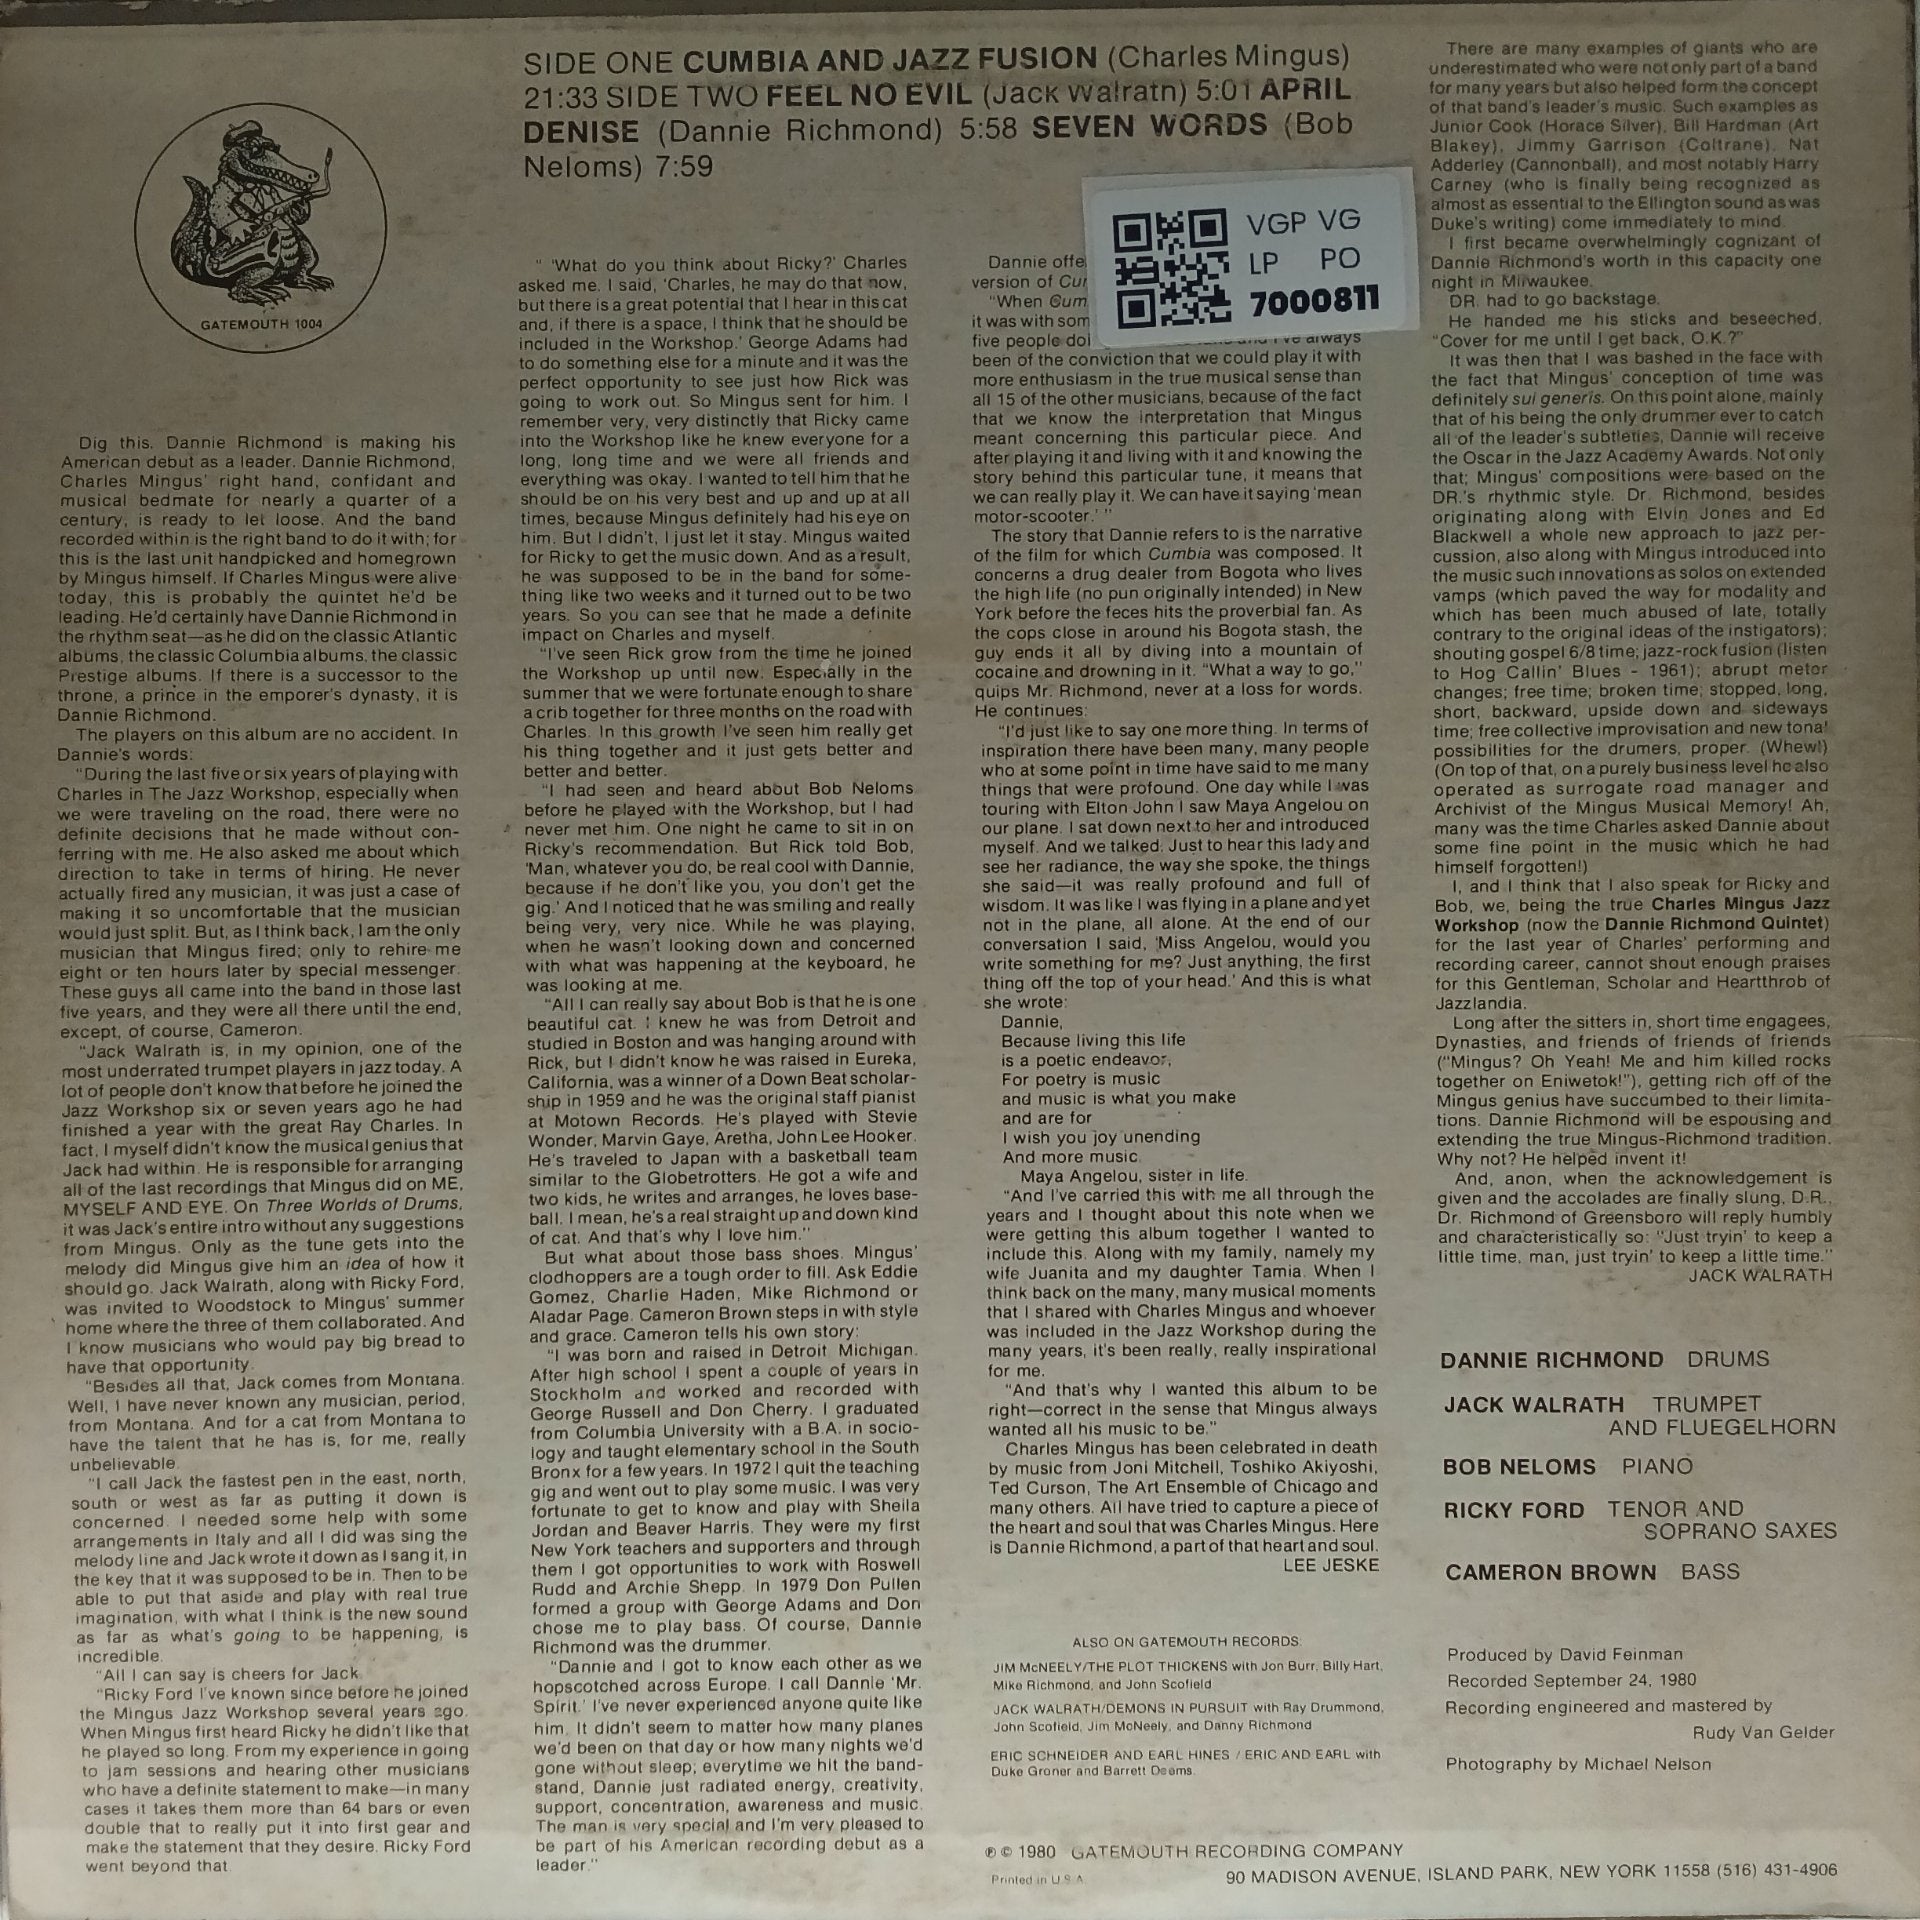 SIDE ONE CUMBIA AND JAZZ FUSION (Charles Mingus)
21:33 SIDE TWO FEEL NO EVIL (Jack Walrath) 5:01 APRIL
DENISE (Dannie Richmond) 5:58 SEVEN WORDS (Bob
Neloms) 7:59
GATEMOUTH 1004
VGP VG
LP PO
7000811
Dig this. Dannie Richmond is making his
American debut as a leader. Dannie Richmond,
Charles Mingus' right hand, confidant and
musical bedmate for nearly a quarter of a
century, is ready to let loose. And the band
recorded within is the right band to do it with; for
this is the last unit handpicked and homegrown
by Mingus himself. If Charles Mingus were alive
today, this is probably the quintet he'd be
leading. He'd certainly have Dannie Richmond in
the rhythm seat—as he did on the classic Atlantic
albums, the classic Columbia albums, the classic
Prestige albums. If there is a successor to the
throne, a prince in the emporer's dynasty, it is
Dannie Richmond.
The players on this album are no accident. In
Dannie's words:
"During the last five or six years of playing with
Charles in The Jazz Workshop, especially when
we were traveling on the road, there were no
definite decisions that he made without con-
ferring with me. He also asked me about which
direction to take in terms of hiring. He never
actually fired any musician, it was just a case of
making it so uncomfortable that the musician
would just split. But, as I think back, I am the only
musician that Mingus fired; only to rehire me
eight or ten hours later by special messenger.
These guys all came into the band in those last
five years, and they were all there until the end,
except, of course, Cameron.
"Jack Walrath is, in my opinion, one of the
most underrated trumpet players in jazz today. A
lot of people don't know that before he joined the
Jazz Workshop six or seven years ago he had
finished a year with the great Ray Charles. In
fact, I myself didn't know the musical genius that
Jack had within. He is responsible for arranging
all of the last recordings that Mingus did on ME,
MYSELF AND EYE. On Three Worlds of Drums,
it was Jack's entire intro without any suggestions
from Mingus. Only as the tune gets into the
melody did Mingus give him an idea of how it
should go. Jack Walrath, along with Ricky Ford,
was invited to Woodstock to Mingus' summer
home where the three of them collaborated. And
I know musicians who would pay big bread to
have that opportunity.
"Besides all that, Jack comes from Montana.
Well, I have never known any musician, period,
from Montana. And for a cat from Montana to
have the talent that he has is, for me, really
unbelievable.
"I call Jack the fastest pen in the east, north,
south or west as far as putting it down is
concerned. I needed some help with some
arrangements in Italy and all I did was sing the
melody line and Jack wrote it down as I sang it, in
the key that it was supposed to be in. Then to be
able to put that aside and play with real true
imagination, with what I think is the new sound
as far as what's going to be happening, is
incredible.
"All I can say is cheers for Jack.
"Ricky Ford I've known since before he joined
the Mingus Jazz Workshop several years ago.
When Mingus first heard Ricky he didn't like that
he played so long. From my experience in going
to jam sessions and hearing other musicians
who have a definite statement to make—in many
cases it takes them more than 64 bars or even
double that to really put it into first gear and
make the statement that they desire. Ricky Ford
went beyond that.
" 'What do you think about Ricky?' Charles
asked me. I said, 'Charles, he may do that now,
but there is a great potential that I hear in this cat
and, if there is a space, I think that he should be
included in the Workshop.' George Adams had
to do something else for a minute and it was the
perfect opportunity to see just how Rick was
going to work out. So Mingus sent for him. I
remember very, very distinctly that Ricky came
into the Workshop like he knew everyone for a
long, long time and we were all friends and
everything was okay. I wanted to tell him that he
should be on his very best and up and up at all
times, because Mingus definitely had his eye on
him. But I didn't, I just let it stay. Mingus waited
for Ricky to get the music down. And as a result,
he was supposed to be in the band for some-
thing like two weeks and it turned out to be two
years. So you can see that he made a definite
impact on Charles and myself.
"I've seen Rick grow from the time he joined
the Workshop up until now. Especially in the
summer that we were fortunate enough to share
a crib together for three months on the road with
Charles. In this growth I've seen him really get
his thing together and it just gets better and
better and better.
"I had seen and heard about Bob Neloms
before he played with the Workshop, but I had
never met him. One night he came to sit in on
Ricky's recommendation. But Rick told Bob,
'Man, whatever you do, be real cool with Dannie,
because if he don't like you, you don't get the
gig.' And I noticed that he was smiling and really
being very, very nice. While he was playing,
when he wasn't looking down and concerned
with what was happening at the keyboard, he
was looking at me.
"All I can really say about Bob is that he is one
beautiful cat. I knew he was from Detroit and
studied in Boston and was hanging around with
Rick, but I didn't know he was raised in Eureka,
California, was a winner of a Down Beat scholar-
ship in 1959 and he was the original staff pianist
at Motown Records. He's played with Stevie
Wonder, Marvin Gaye, Aretha, John Lee Hooker.
He's traveled to Japan with a basketball team
similar to the Globetrotters. He got a wife and
two kids, he writes and arranges, he loves base-
ball. I mean, he's a real straight up and down kind
of cat. And that's why I love him."
But what about those bass shoes. Mingus'
clodhoppers are a tough order to fill. Ask Eddie
Gomez, Charlie Haden, Mike Richmond or
Aladar Page. Cameron Brown steps in with style
and grace. Cameron tells his own story:
"I was born and raised in Detroit, Michigan.
After high school I spent a couple of years in
Stockholm and worked and recorded with
George Russell and Don Cherry. I graduated
from Columbia University with a B.A. in socio-
logy and taught elementary school in the South
Bronx for a few years. In 1972 I quit the teaching
gig and went out to play some music. I was very
fortunate to get to know and play with Sheila
Jordan and Beaver Harris. They were my first
New York teachers and supporters and through
them I got opportunities to work with Roswell
Rudd and Archie Shepp. In 1979 Don Pullen
formed a group with George Adams and Don
chose me to play bass. Of course, Dannie
Richmond was the drummer.
"Dannie and I got to know each other as we
hopscotched across Europe. I call Dannie 'Mr.
Spirit.' I've never experienced anyone quite like
him. It didn't seem to matter how many planes
we'd been on that day or how many nights we'd
gone without sleep; everytime we hit the band-
stand, Dannie just radiated energy, creativity,
support, concentration, awareness and music.
The man is very special and I'm very pleased to
be part of his American recording debut as a
leader."
Dannie offe
version of Cu
"When Cum
it was with som
five people doi always
been of the conviction that we could play it with
more enthusiasm in the true musical sense than
all 15 of the other musicians, because of the fact
that we know the interpretation that Mingus
meant concerning this particular piece. And
after playing it and living with it and knowing the
story behind this particular tune, it means that
we can really play it. We can have it saying 'mean
motor-scooter.' "
The story that Dannie refers to is the narrative
of the film for which Cumbia was composed. It
concerns a drug dealer from Bogota who lives
the high life (no pun originally intended) in New
York before the feces hits the proverbial fan. As
the cops close in around his Bogota stash, the
guy ends it all by diving into a mountain of
cocaine and drowning in it. "What a way to go,"
quips Mr. Richmond, never at a loss for words.
He continues:
"I'd just like to say one more thing. In terms of
inspiration there have been many, many people
who at some point in time have said to me many
things that were profound. One day while I was
touring with Elton John I saw Maya Angelou on
our plane. I sat down next to her and introduced
myself. And we talked. Just to hear this lady and
see her radiance, the way she spoke, the things
she said—it was really profound and full of
wisdom. It was like I was flying in a plane and yet
not in the plane, all alone. At the end of our
conversation I said, 'Miss Angelou, would you
write something for me? Just anything, the first
thing off the top of your head.' And this is what
she wrote:
Dannie,
Because living this life
is a poetic endeavor,
For poetry is music
and music is what you make
and are for
I wish you joy unending
And more music.
Maya Angelou, sister in life.
"And I've carried this with me all through the
years and I thought about this note when we
were getting this album together I wanted to
include this. Along with my family, namely my
wife Juanita and my daughter Tamia. When I
think back on the many, many musical moments
that I shared with Charles Mingus and whoever
was included in the Jazz Workshop during the
many years, it's been really, really inspirational
for me.
"And that's why I wanted this album to be
right—correct in the sense that Mingus always
wanted all his music to be."
Charles Mingus has been celebrated in death
by music from Joni Mitchell, Toshiko Akiyoshi,
Ted Curson, The Art Ensemble of Chicago and
many others. All have tried to capture a piece of
the heart and soul that was Charles Mingus. Here
is Dannie Richmond, a part of that heart and soul.
LEE JESKE
ALSO ON GATEMOUTH RECORDS:
JIM McNEELY/THE PLOT THICKENS with Jon Burr, Billy Hart,
Mike Richmond, and John Scofield
JACK WALRATH/DEMONS IN PURSUIT with Ray Drummond,
John Scofield, Jim McNeely, and Danny Richmond
ERIC SCHNEIDER AND EARL HINES / ERIC AND EARL with
Duke Groner and Barrett Deems.
There are many examples of giants who are
underestimated who were not only part of a band
for many years but also helped form the concept
of that band's leader's music. Such examples as
Junior Cook (Horace Silver), Bill Hardman (Art
Blakey), Jimmy Garrison (Coltrane), Nat
Adderley (Cannonball), and most notably Harry
Carney (who is finally being recognized as
almost as essential to the Ellington sound as was
Duke's writing) come immediately to mind.
I first became overwhelmingly cognizant of
Dannie Richmond's worth in this capacity one
night in Milwaukee.
DR. had to go backstage.
He handed me his sticks and beseeched,
"Cover for me until I get back, O.K.?"
It was then that I was bashed in the face with
the fact that Mingus' conception of time was
definitely sui generis. On this point alone, mainly
that of his being the only drummer ever to catch
all of the leader's subtleties, Dannie will receive
the Oscar in the Jazz Academy Awards. Not only
that; Mingus' compositions were based on the
DR.'s rhythmic style. Dr. Richmond, besides
originating along with Elvin Jones and Ed
Blackwell a whole new approach to jazz per-
cussion, also along with Mingus introduced into
the music such innovations as solos on extended
vamps (which paved the way for modality and
which has been much abused of late, totally
contrary to the original ideas of the instigators);
shouting gospel 6/8 time; jazz-rock fusion (listen
to Hog Callin' Blues - 1961); abrupt meter
changes; free time; broken time; stopped, long,
short, backward, upside down and sideways
time; free collective improvisation and new tonal
possibilities for the drumers, proper. (Whew!)
(On top of that, on a purely business level he also
operated as surrogate road manager and
Archivist of the Mingus Musical Memory! Ah,
many was the time Charles asked Dannie about
some fine point in the music which he had
himself forgotten!)
I, and I think that I also speak for Ricky and
Bob, we, being the true Charles Mingus Jazz
Workshop (now the Dannie Richmond Quintet)
for the last year of Charles' performing and
recording career, cannot shout enough praises
for this Gentleman, Scholar and Heartthrob of
Jazzlandia.
Long after the sitters in, short time engagees,
Dynasties, and friends of friends of friends
("Mingus? Oh Yeah! Me and him killed rocks
together on Eniwetok!"), getting rich off of the
Mingus genius have succumbed to their limita-
tions. Dannie Richmond will be espousing and
extending the true Mingus-Richmond tradition.
Why not? He helped invent it!
And, anon, when the acknowledgement is
given and the accolades are finally slung, D.R.,
Dr. Richmond of Greensboro will reply humbly
and characteristically so: "Just tryin' to keep a
little time, man, just tryin' to keep a little time."
JACK WALRATH
DANNIE RICHMOND DRUMS
JACK WALRATH TRUMPET
AND FLUEGELHORN
BOB NELOMS PIANO
RICKY FORD TENOR AND
SOPRANO SAXES
CAMERON BROWN BASS
Produced by David Feinman
Recorded September 24, 1980
Recording engineered and mastered by
Rudy Van Gelder
Photography by Michael Nelson
℗ © 1980 GATEMOUTH RECORDING COMPANY
90 MADISON AVENUE, ISLAND PARK, NEW YORK 11558 (516) 431-4906
Printed in U.S.A.